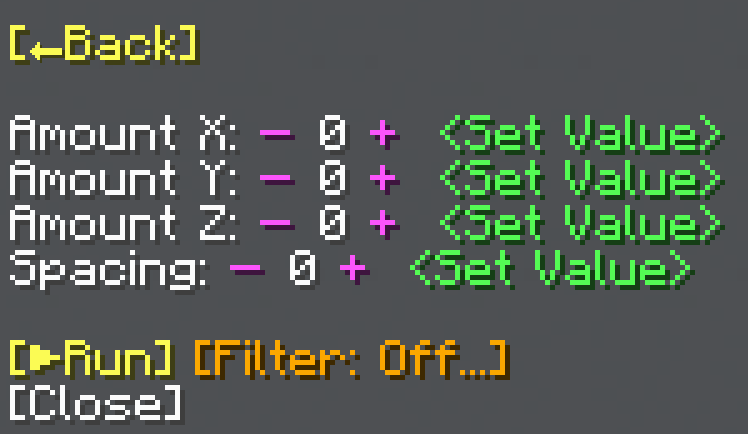 [←Back]
Amount X: - 0 + <Set Value>
Amount Y: - 0 + <Set Value>
Amount Z: - 0 + <Set Value>
Spacing: - 0 + <Set Value>
[►Run] [Filter: Off...]
[Close]